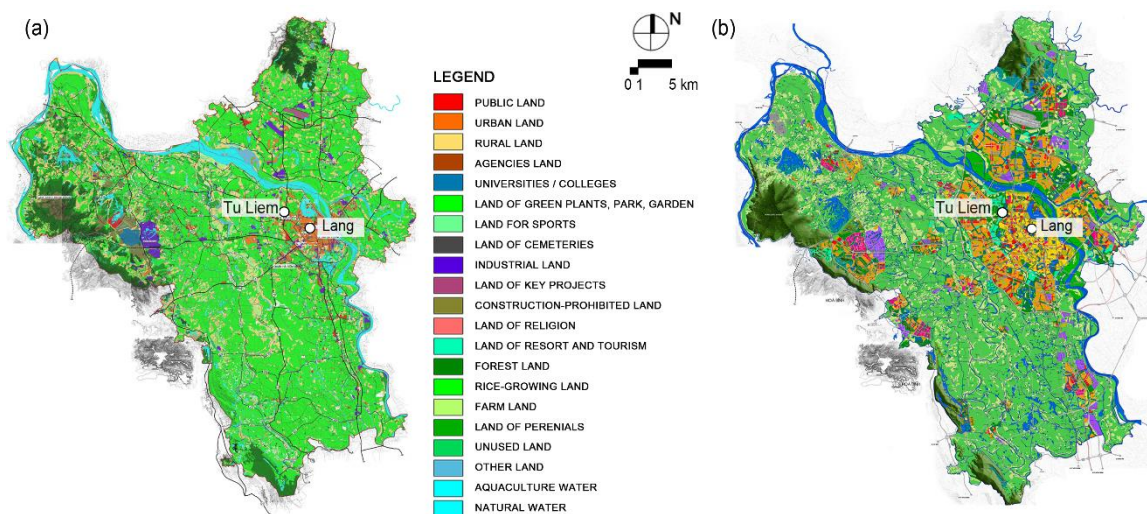 (a)
N
(b)
0 1 5 km
LEGEND
PUBLIC LAND
URBAN LAND
RURAL LAND
AGENCIES LAND
UNIVERSITIES / COLLEGES
LAND OF GREEN PLANTS, PARK, GARDEN
LAND FOR SPORTS
LAND OF CEMETERIES
INDUSTRIAL LAND
LAND OF KEY PROJECTS
CONSTRUCTION-PROHIBITED LAND
LAND OF RELIGION
LAND OF RESORT AND TOURISM
FOREST LAND
RICE-GROWING LAND
FARM LAND
LAND OF PERENIALS
UNUSED LAND
OTHER LAND
AQUACULTURE WATER
NATURAL WATER
Tu Liem
Lang
Tu Liem
Lang